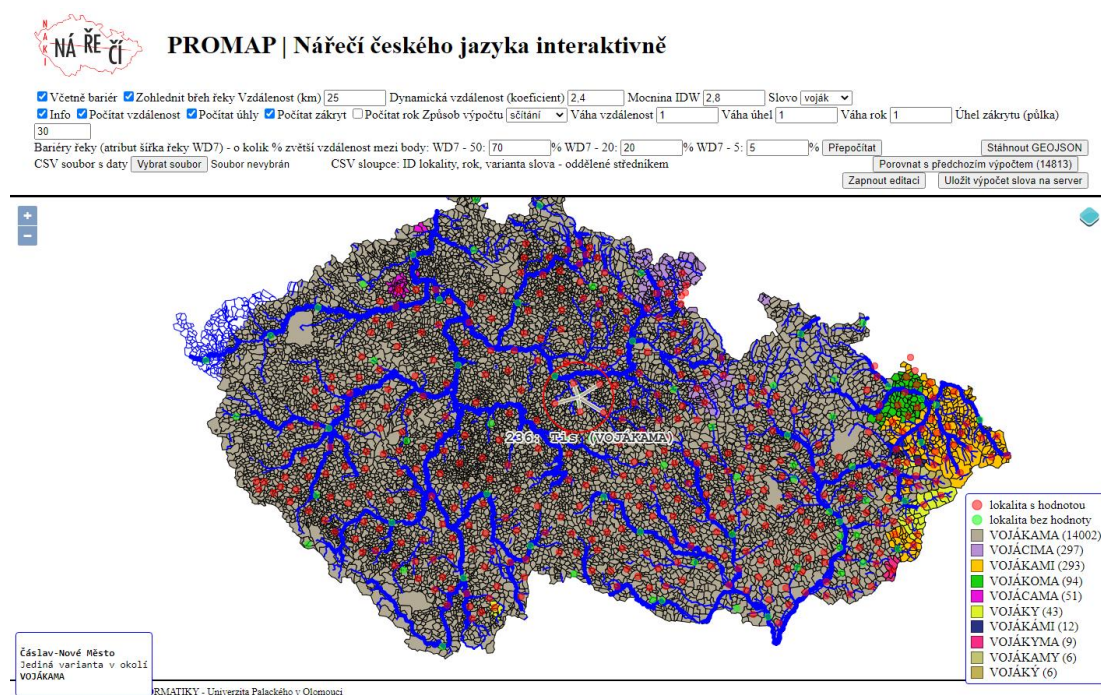 NAKI
NÁ ŘE ČÍ
PROMAP | Nářečí českého jazyka interaktivně
Včetně bariér Zohlednit břeh řeky Vzdálenost (km) 25 Dynamická vzdálenost (koeficient) 2,4 Mocnina IDW 2,8 Slovo voják
Info Počítat vzdálenost Počítat úhly Počítat zákryt Počítat rok Způsob výpočtu sčítání Váha vzdálenost 1 Váha úhel 1 Váha rok 1 Úhel zákrytu (půlka)
30
Bariéry řeky (atribut šířka řeky WD7) - o kolik % zvětší vzdálenost mezi body: WD7 - 50: 70 % WD7 - 20: 20 % WD7 - 5: 5 % Přepočítat Stáhnout GEOJSON
CSV soubor s daty Vybrat soubor Soubor nevybrán CSV sloupce: ID lokality, rok, varianta slova - oddělené středníkem Porovnat s předchozím výpočtem (14813)
Zapnout editaci Uložit výpočet slova na server
+
−
236: Tis (VOJÁKAMA)
lokalita s hodnotou
lokalita bez hodnoty
VOJÁKAMA (14002)
VOJÁCIMA (297)
VOJÁKAMI (293)
VOJÁKOMA (94)
VOJÁCAMA (51)
VOJÁKY (43)
VOJÁKÁMI (12)
VOJÁKYMA (9)
VOJÁKAMY (6)
VOJÁKÝ (6)
Čáslav-Nové Město
Jediná varianta v okolí
VOJÁKAMA
RMATIKY - Univerzita Palackého v Olomouci